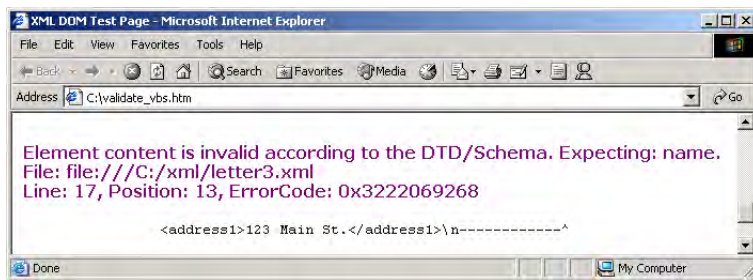 XML DOM Test Page - Microsoft Internet Explorer
File Edit View Favorites Tools Help
Back Search Favorites Media
Address C:\validate_vbs.htm Go
Element content is invalid according to the DTD/Schema. Expecting: name.
File: file:///C:/xml/letter3.xml
Line: 17, Position: 13, ErrorCode: 0x3222069268
<address1>123 Main St.</address1>\n------------^
Done My Computer